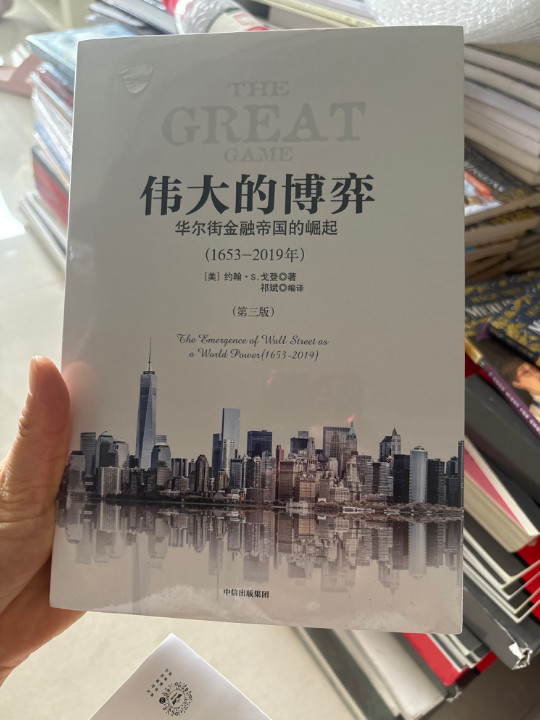 THE
GREAT
GAME
伟大的博弈
华尔街金融帝国的崛起
(1653-2019年)
[美] 约翰·S.戈登◎著
祁斌◎编译
(第三版)
The Emergence of Wall Street as
a World Power(1653-2019)
中信出版集团